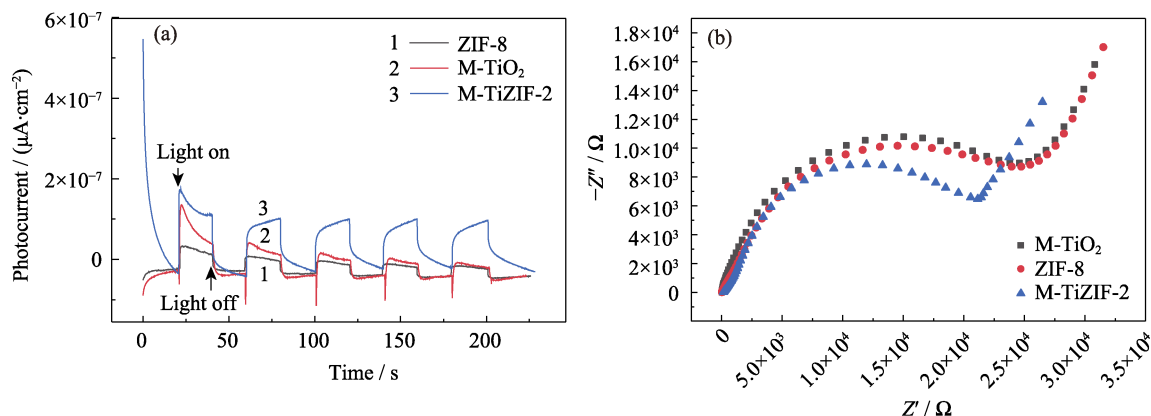 (a)
1 ZIF-8
2 M-TiO₂
3 M-TiZIF-2
Light on
Light off
3
2
1
6×10⁻⁷
4×10⁻⁷
2×10⁻⁷
0
Photocurrent / (μA·cm⁻²)
0 50 100 150 200
Time / s
(b)
1.8×10⁴
1.6×10⁴
1.4×10⁴
1.2×10⁴
1.0×10⁴
8×10³
6×10³
4×10³
2×10³
0
−Z″ / Ω
M-TiO₂
ZIF-8
M-TiZIF-2
0 5.0×10³ 1.0×10⁴ 1.5×10⁴ 2.0×10⁴ 2.5×10⁴ 3.0×10⁴ 3.5×10⁴
Z′ / Ω